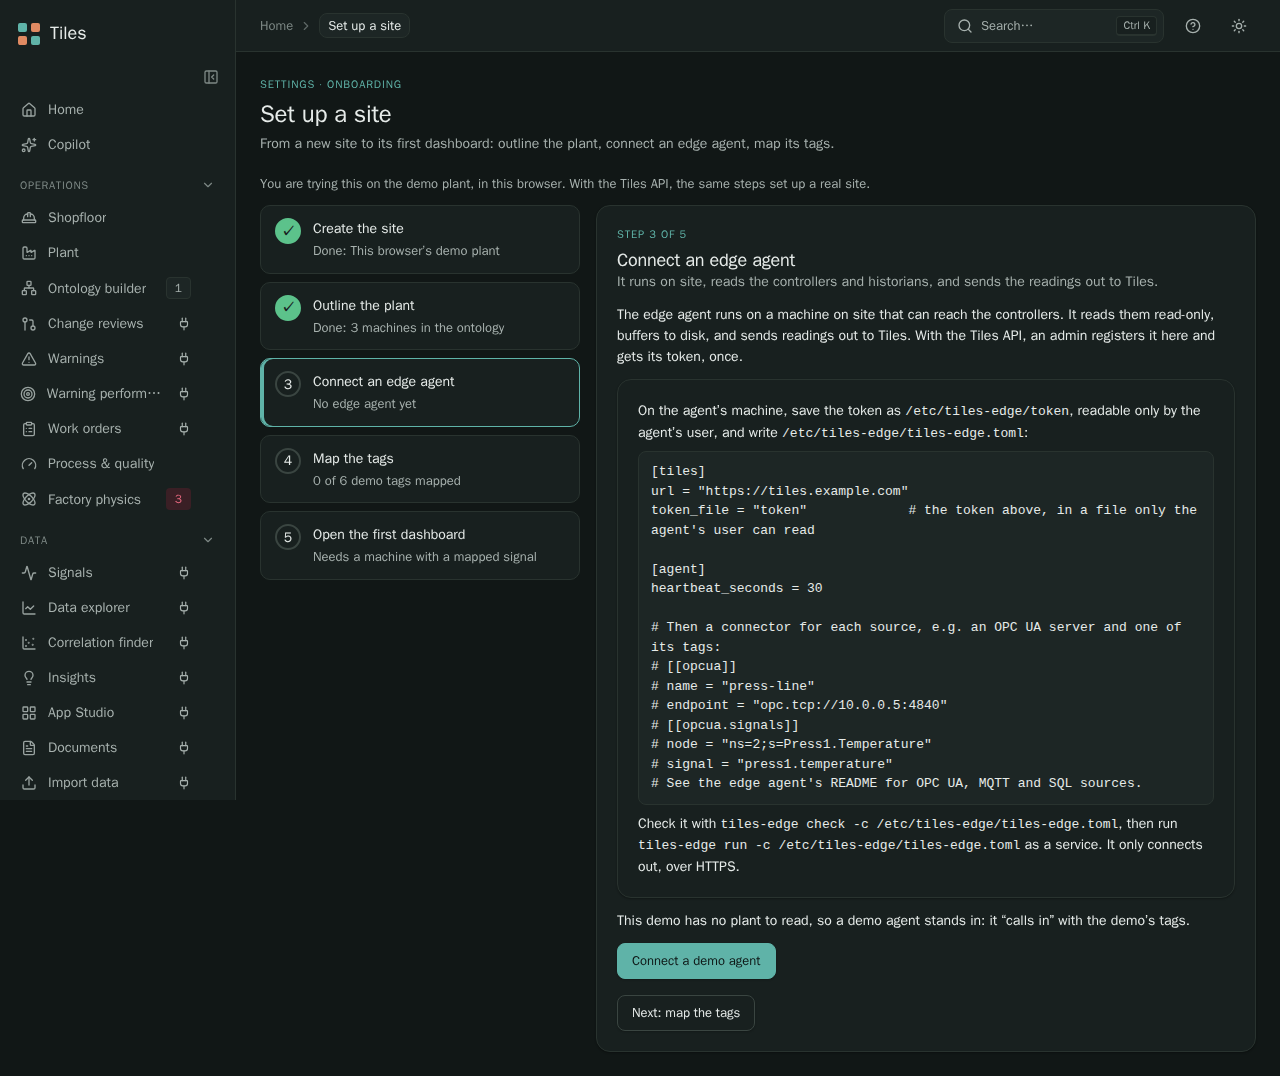 Tiles
Home
Copilot
OPERATIONS
Shopfloor
Plant
Ontology builder 1
Change reviews
Warnings
Warning perform···
Work orders
Process & quality
Factory physics 3
DATA
Signals
Data explorer
Correlation finder
Insights
App Studio
Documents
Import data
Home > Set up a site
Search··· Ctrl K
SETTINGS · ONBOARDING
Set up a site
From a new site to its first dashboard: outline the plant, connect an edge agent, map its tags.
You are trying this on the demo plant, in this browser. With the Tiles API, the same steps set up a real site.
✓ Create the site
Done: This browser's demo plant
✓ Outline the plant
Done: 3 machines in the ontology
3 Connect an edge agent
No edge agent yet
4 Map the tags
0 of 6 demo tags mapped
5 Open the first dashboard
Needs a machine with a mapped signal
STEP 3 OF 5
Connect an edge agent
It runs on site, reads the controllers and historians, and sends the readings out to Tiles.
The edge agent runs on a machine on site that can reach the controllers. It reads them read-only,
buffers to disk, and sends readings out to Tiles. With the Tiles API, an admin registers it here and
gets its token, once.
On the agent's machine, save the token as /etc/tiles-edge/token, readable only by the
agent's user, and write /etc/tiles-edge/tiles-edge.toml:
[tiles]
url = "https://tiles.example.com"
token_file = "token"             # the token above, in a file only the
agent's user can read
[agent]
heartbeat_seconds = 30
# Then a connector for each source, e.g. an OPC UA server and one of
its tags:
# [[opcua]]
# name = "press-line"
# endpoint = "opc.tcp://10.0.0.5:4840"
# [[opcua.signals]]
# node = "ns=2;s=Press1.Temperature"
# signal = "press1.temperature"
# See the edge agent's README for OPC UA, MQTT and SQL sources.
Check it with tiles-edge check -c /etc/tiles-edge/tiles-edge.toml, then run
tiles-edge run -c /etc/tiles-edge/tiles-edge.toml as a service. It only connects
out, over HTTPS.
This demo has no plant to read, so a demo agent stands in: it “calls in” with the demo's tags.
Connect a demo agent
Next: map the tags